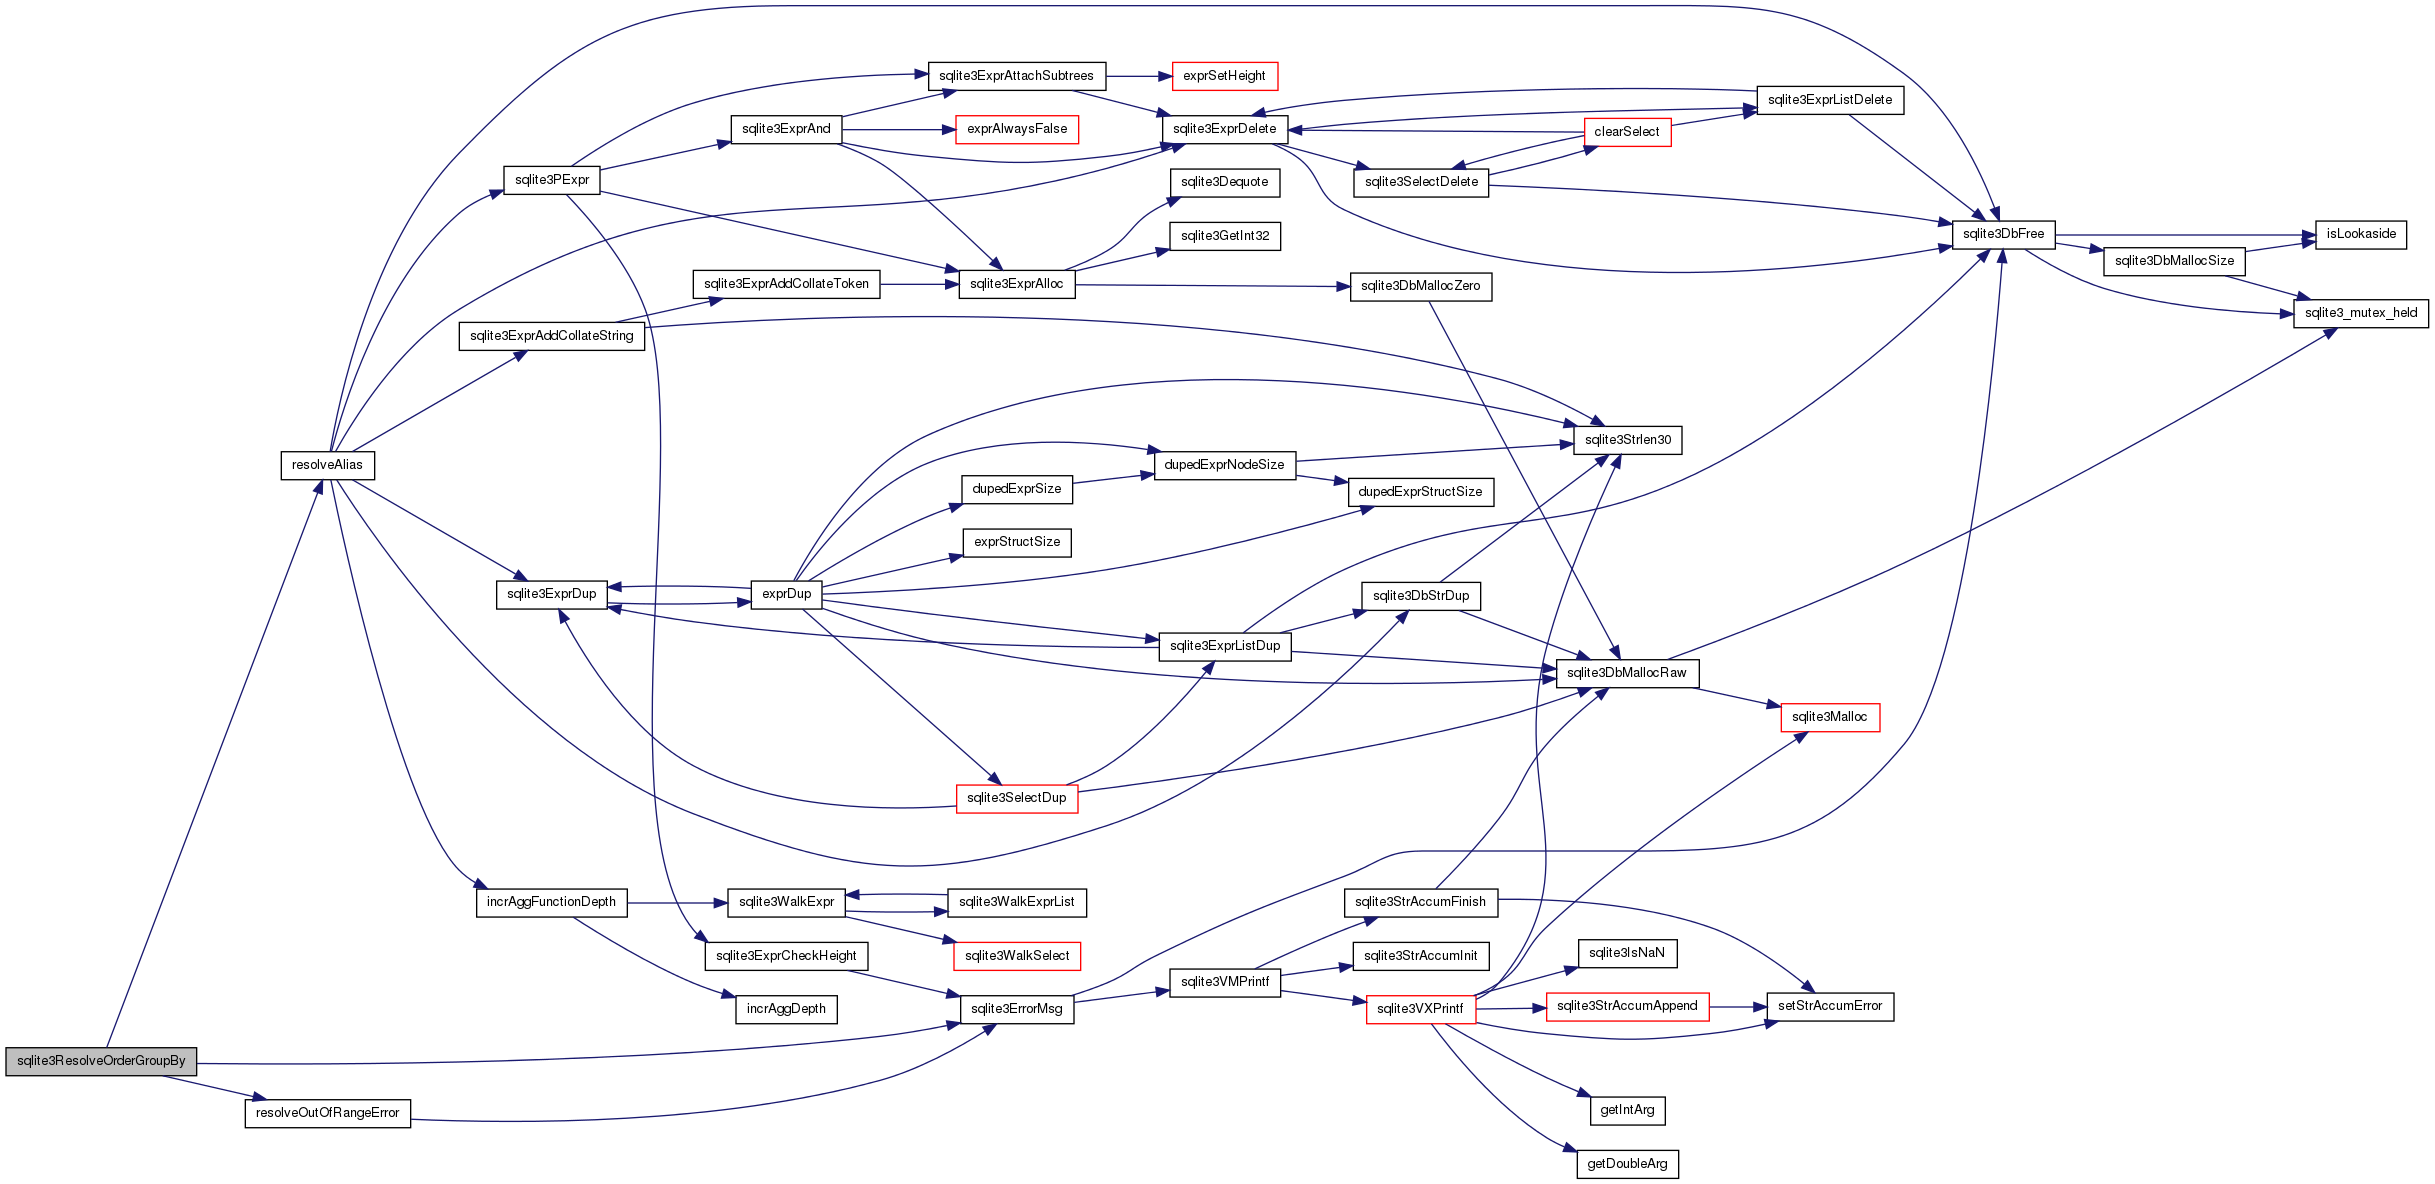 sqlite3ExprAttachSubtrees
exprSetHeight
sqlite3ExprListDelete
sqlite3ExprAnd
exprAlwaysFalse
sqlite3ExprDelete
clearSelect
sqlite3PExpr
sqlite3Dequote
sqlite3SelectDelete
sqlite3GetInt32
sqlite3DbFree
isLookaside
sqlite3DbMallocSize
sqlite3ExprAddCollateToken
sqlite3ExprAlloc
sqlite3DbMallocZero
sqlite3_mutex_held
sqlite3ExprAddCollateString
sqlite3Strlen30
resolveAlias
dupedExprNodeSize
dupedExprSize
dupedExprStructSize
exprStructSize
sqlite3ExprDup
exprDup
sqlite3DbStrDup
sqlite3ExprListDup
sqlite3DbMallocRaw
sqlite3Malloc
sqlite3SelectDup
incrAggFunctionDepth
sqlite3WalkExpr
sqlite3WalkExprList
sqlite3StrAccumFinish
sqlite3ExprCheckHeight
sqlite3WalkSelect
sqlite3StrAccumInit
sqlite3IsNaN
sqlite3VMPrintf
incrAggDepth
sqlite3ErrorMsg
sqlite3VXPrintf
sqlite3StrAccumAppend
setStrAccumError
sqlite3ResolveOrderGroupBy
resolveOutOfRangeError
getIntArg
getDoubleArg